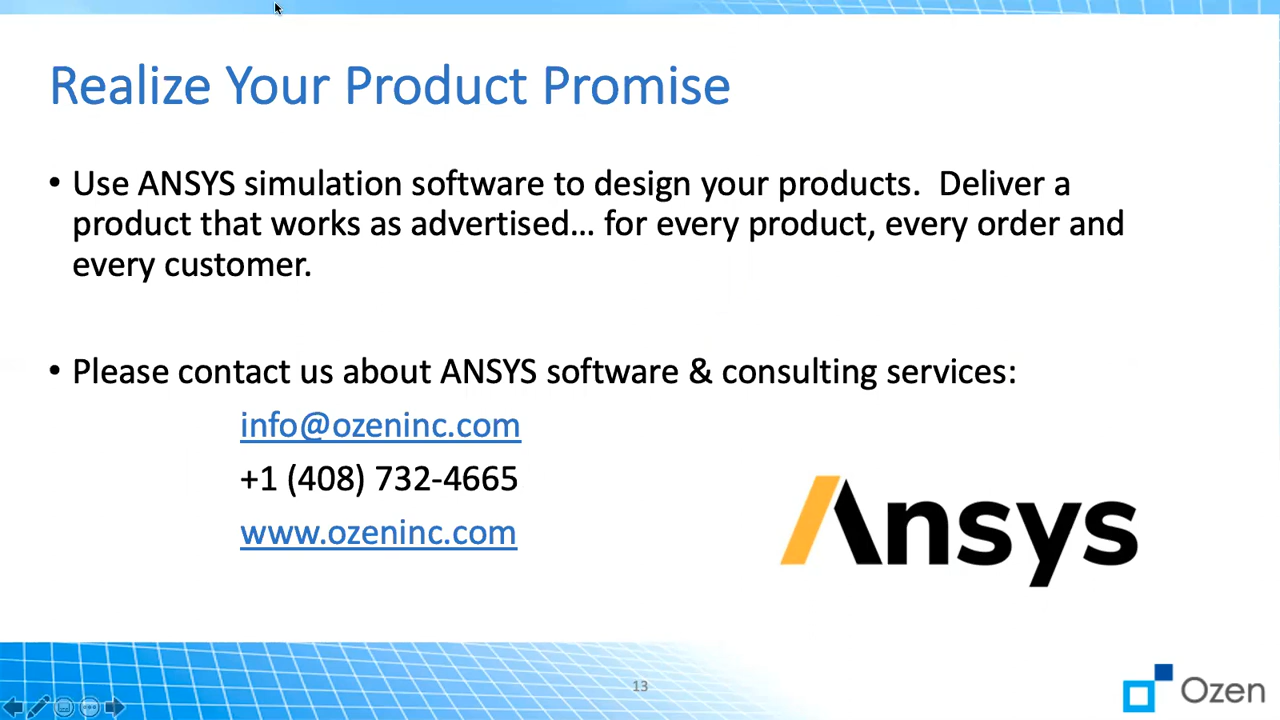 Realize Your Product Promise
• Use ANSYS simulation software to design your products.  Deliver a
product that works as advertised... for every product, every order and
every customer.
• Please contact us about ANSYS software & consulting services:
info@ozeninc.com
+1 (408) 732-4665
www.ozeninc.com
Ansys
13
Ozen